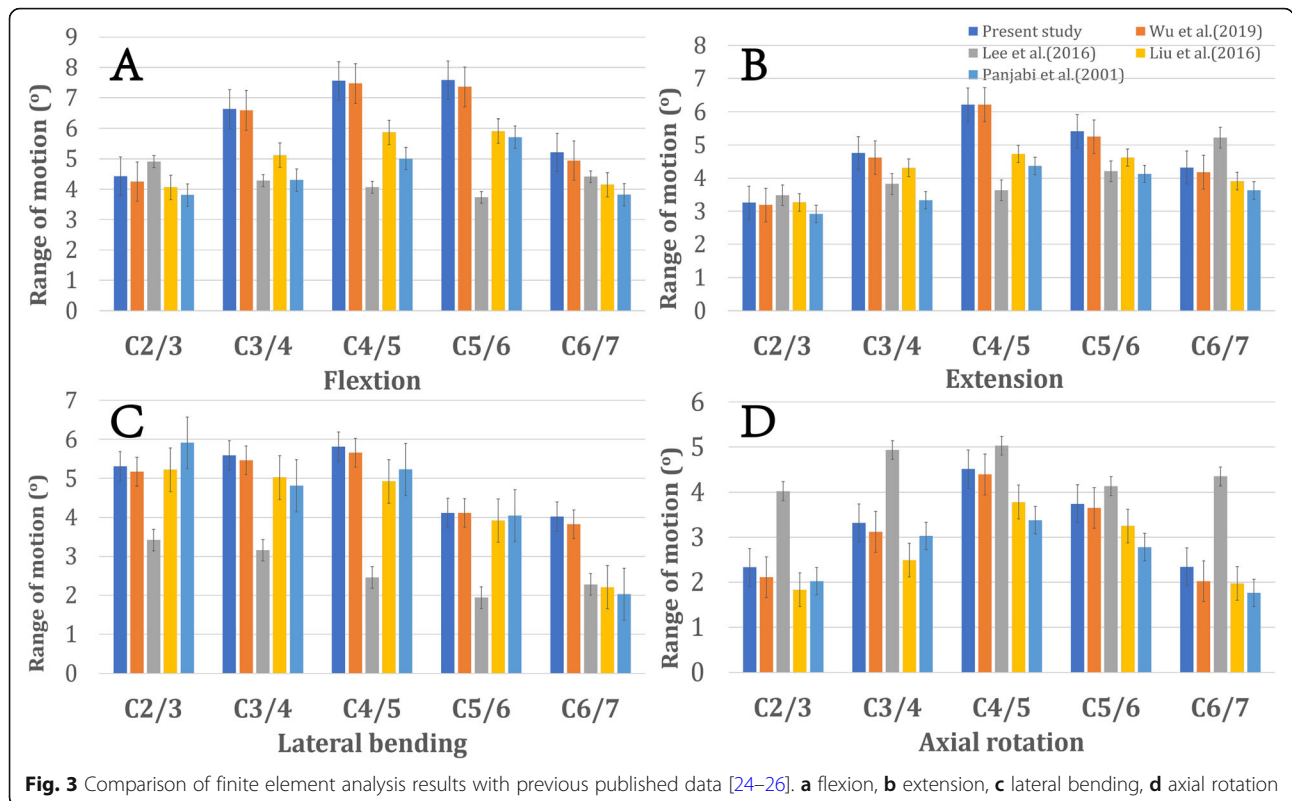 A
9
8
7
6
5
4
3
2
1
0
Range of motion (º)
C2/3 C3/4 C4/5 C5/6 C6/7
Flextion
B
Present study Wu et al.(2019)
Lee et al.(2016) Liu et al.(2016)
Panjabi et al.(2001)
8
7
6
5
4
3
2
1
0
Range of motion (º)
C2/3 C3/4 C4/5 C5/6 C6/7
Extension
C
7
6
5
4
3
2
1
0
Range of motion (º)
C2/3 C3/4 C4/5 C5/6 C6/7
Lateral bending
D
6
5
4
3
2
1
0
Range of motion (º)
C2/3 C3/4 C4/5 C5/6 C6/7
Axial rotation
Fig. 3 Comparison of finite element analysis results with previous published data [24–26]. a flexion, b extension, c lateral bending, d axial rotation